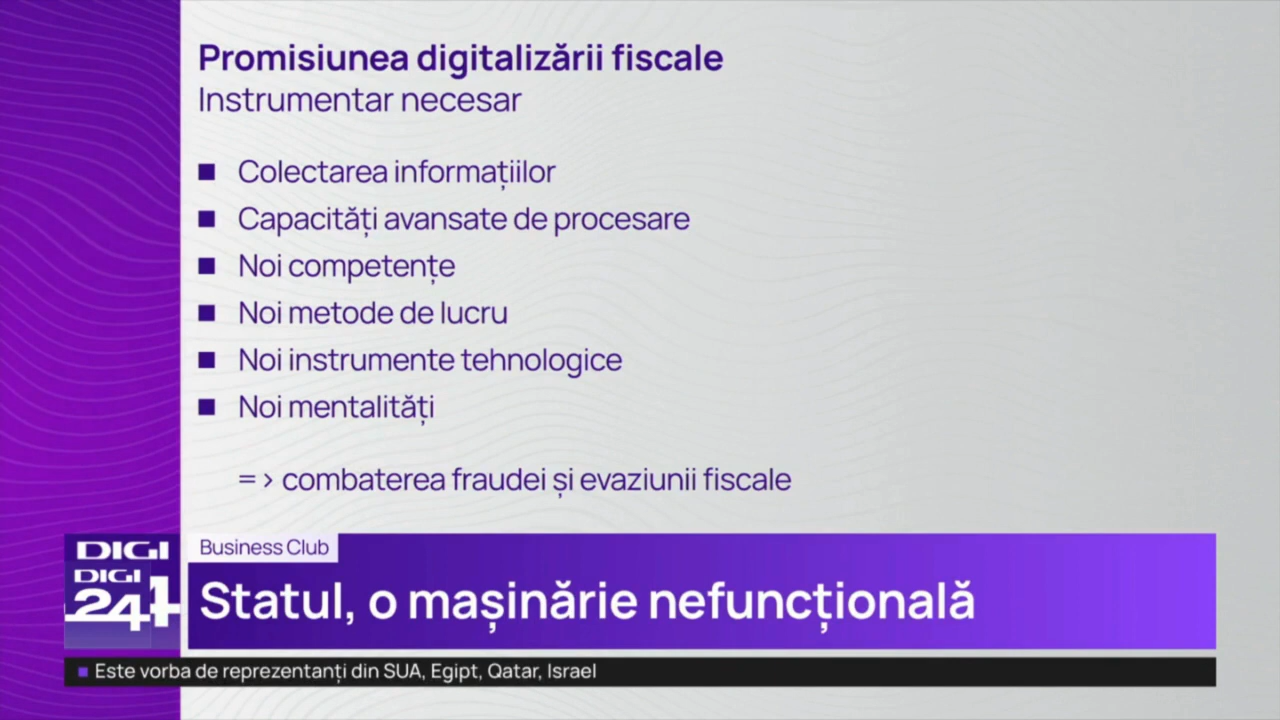 Promisiunea digitalizării fiscale
Instrumentar necesar
■ Colectarea informațiilor
■ Capacități avansate de procesare
■ Noi competențe
■ Noi metode de lucru
■ Noi instrumente tehnologice
■ Noi mentalități
= > combaterea fraudei și evaziunii fiscale
DIGI
DIGI
24+
Business Club
Statul, o mașinărie nefuncțională
■ Este vorba de reprezentanți din SUA, Egipt, Qatar, Israel